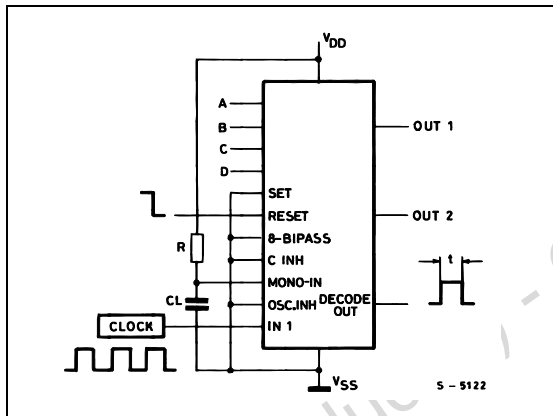 VDD
A
B
C
D
SET
RESET
8-BIPASS
C INH
MONO-IN
OSC.INH
IN 1
OUT 1
OUT 2
DECODE
OUT
t
R
CL
CLOCK
VSS
S - 5122